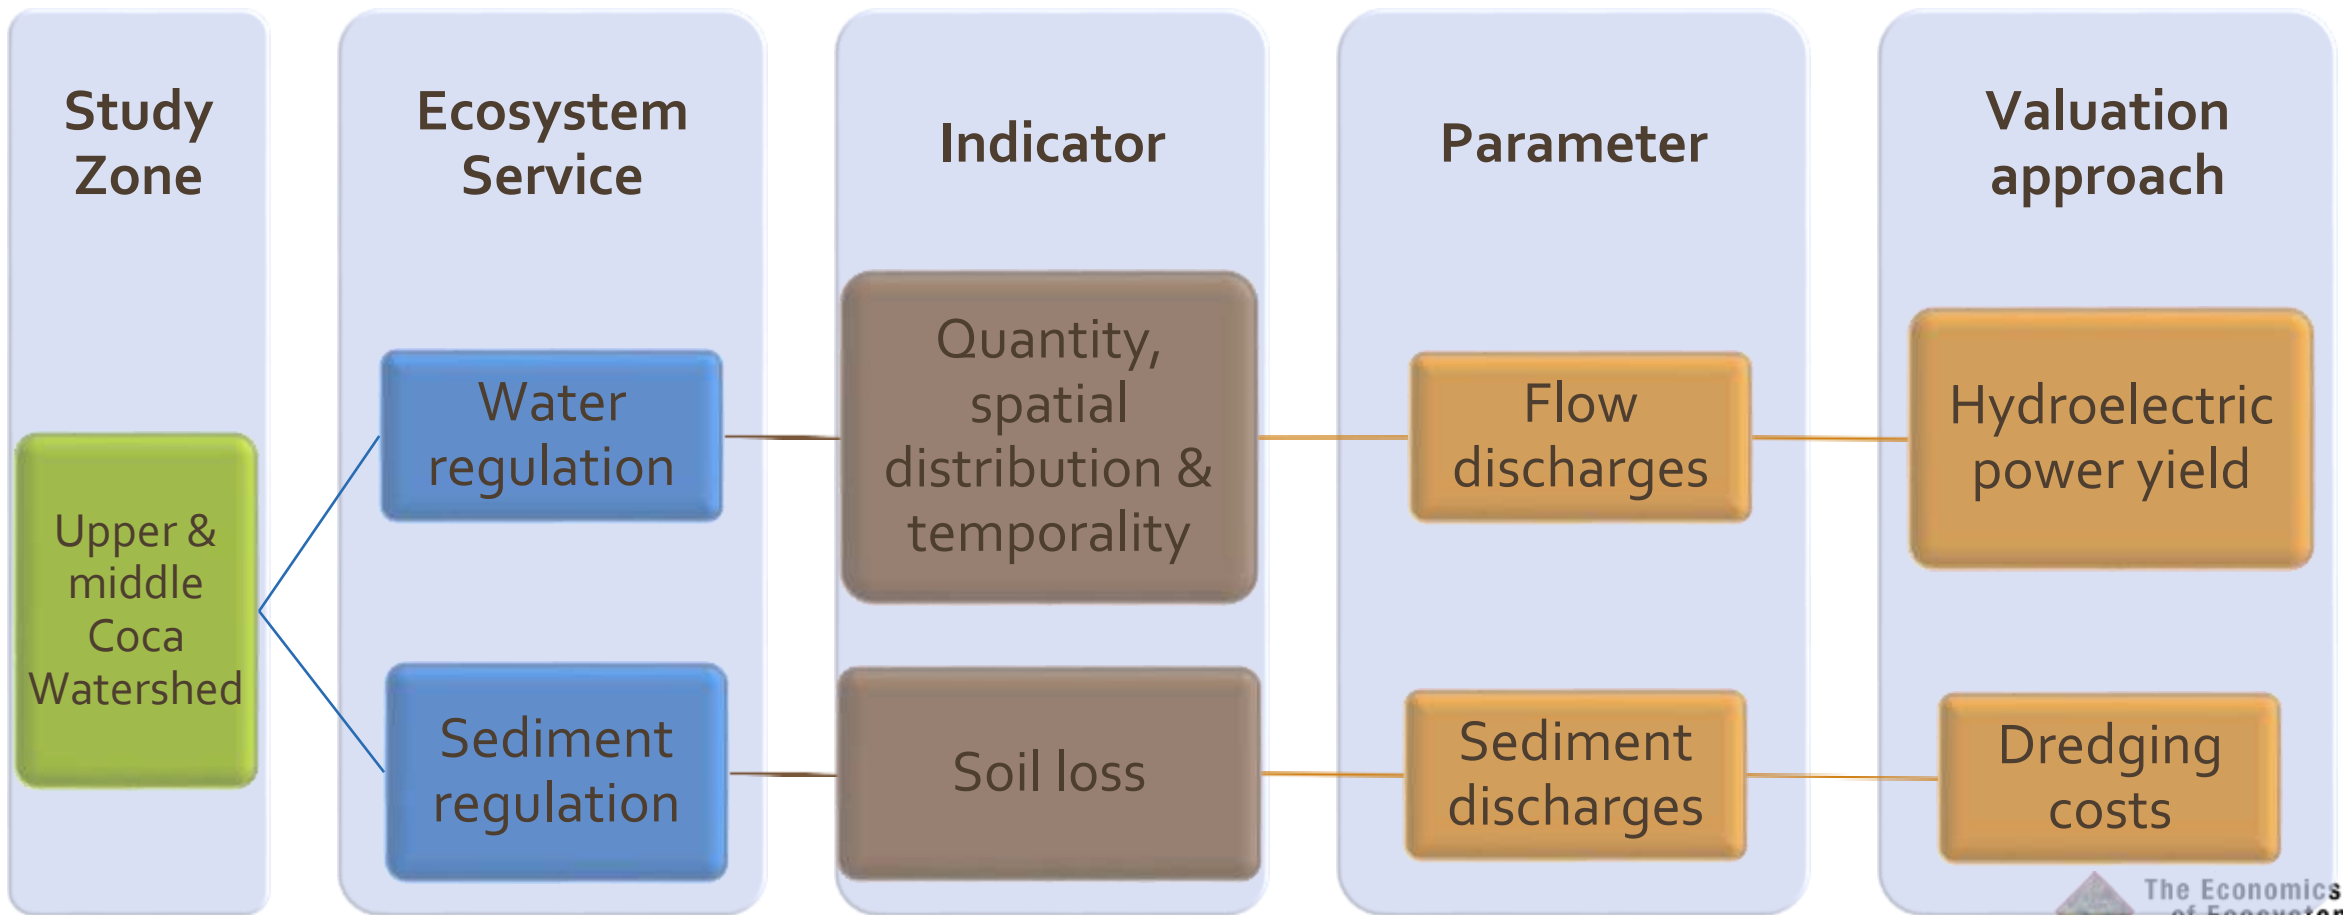 Study
Zone
Ecosystem
Service
Indicator
Parameter
Valuation
approach
Upper &
middle
Coca
Watershed
Water
regulation
Quantity,
spatial
distribution &
temporality
Flow
discharges
Hydroelectric
power yield
Sediment
regulation
Soil loss
Sediment
discharges
Dredging
costs
The Economics
of